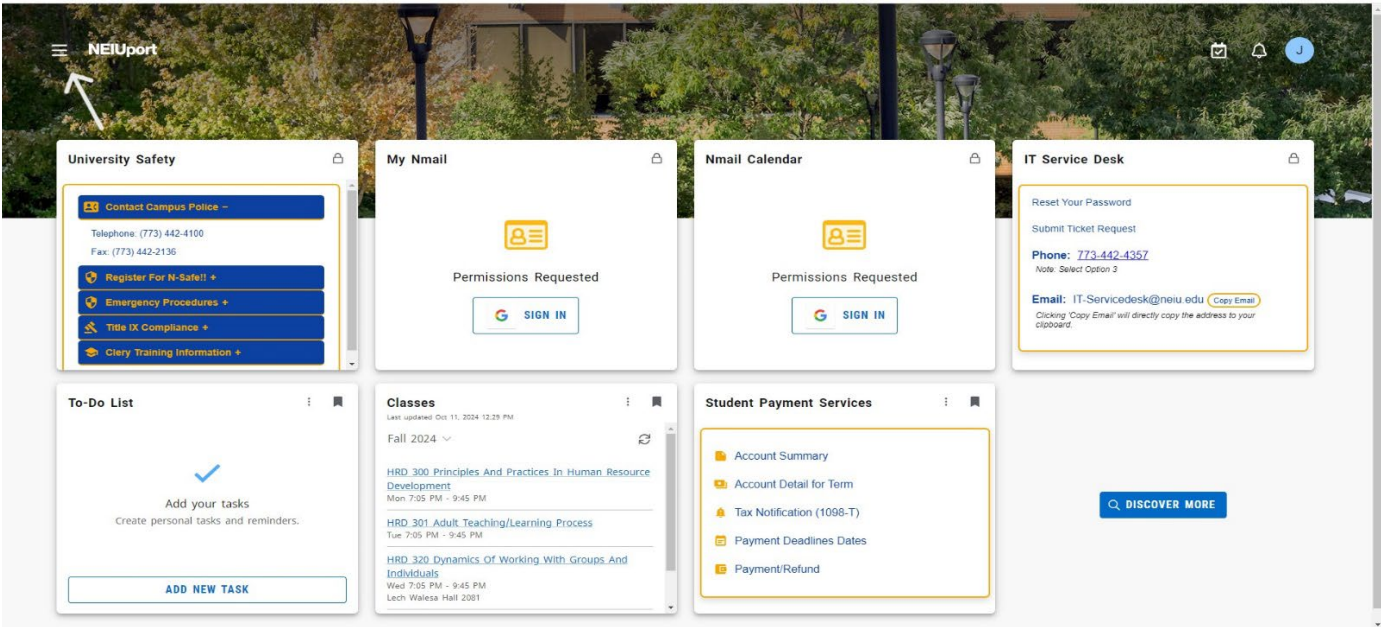 NEIUport
J
University Safety
Contact Campus Police −
Telephone: (773) 442-4100
Fax: (773) 442-2136
Register For N-Safe!! +
Emergency Procedures +
Title IX Compliance +
Clery Training Information +
My Nmail
Permissions Requested
G SIGN IN
Nmail Calendar
Permissions Requested
G SIGN IN
IT Service Desk
Reset Your Password
Submit Ticket Request
Phone: 773-442-4357
Note: Select Option 3
Email: IT-Servicedesk@neiu.edu Copy Email
Clicking 'Copy Email' will directly copy the address to your
clipboard.
To-Do List
Add your tasks
Create personal tasks and reminders.
ADD NEW TASK
Classes
Last updated Oct 11, 2024 12:29 PM
Fall 2024
HRD 300 Principles And Practices In Human Resource
Development
Mon 7:05 PM - 9:45 PM
HRD 301 Adult Teaching/Learning Process
Tue 7:05 PM - 9:45 PM
HRD 320 Dynamics Of Working With Groups And
Individuals
Wed 7:05 PM - 9:45 PM
Lech Walesa Hall 2081
Student Payment Services
Account Summary
Account Detail for Term
Tax Notification (1098-T)
Payment Deadlines Dates
Payment/Refund
DISCOVER MORE